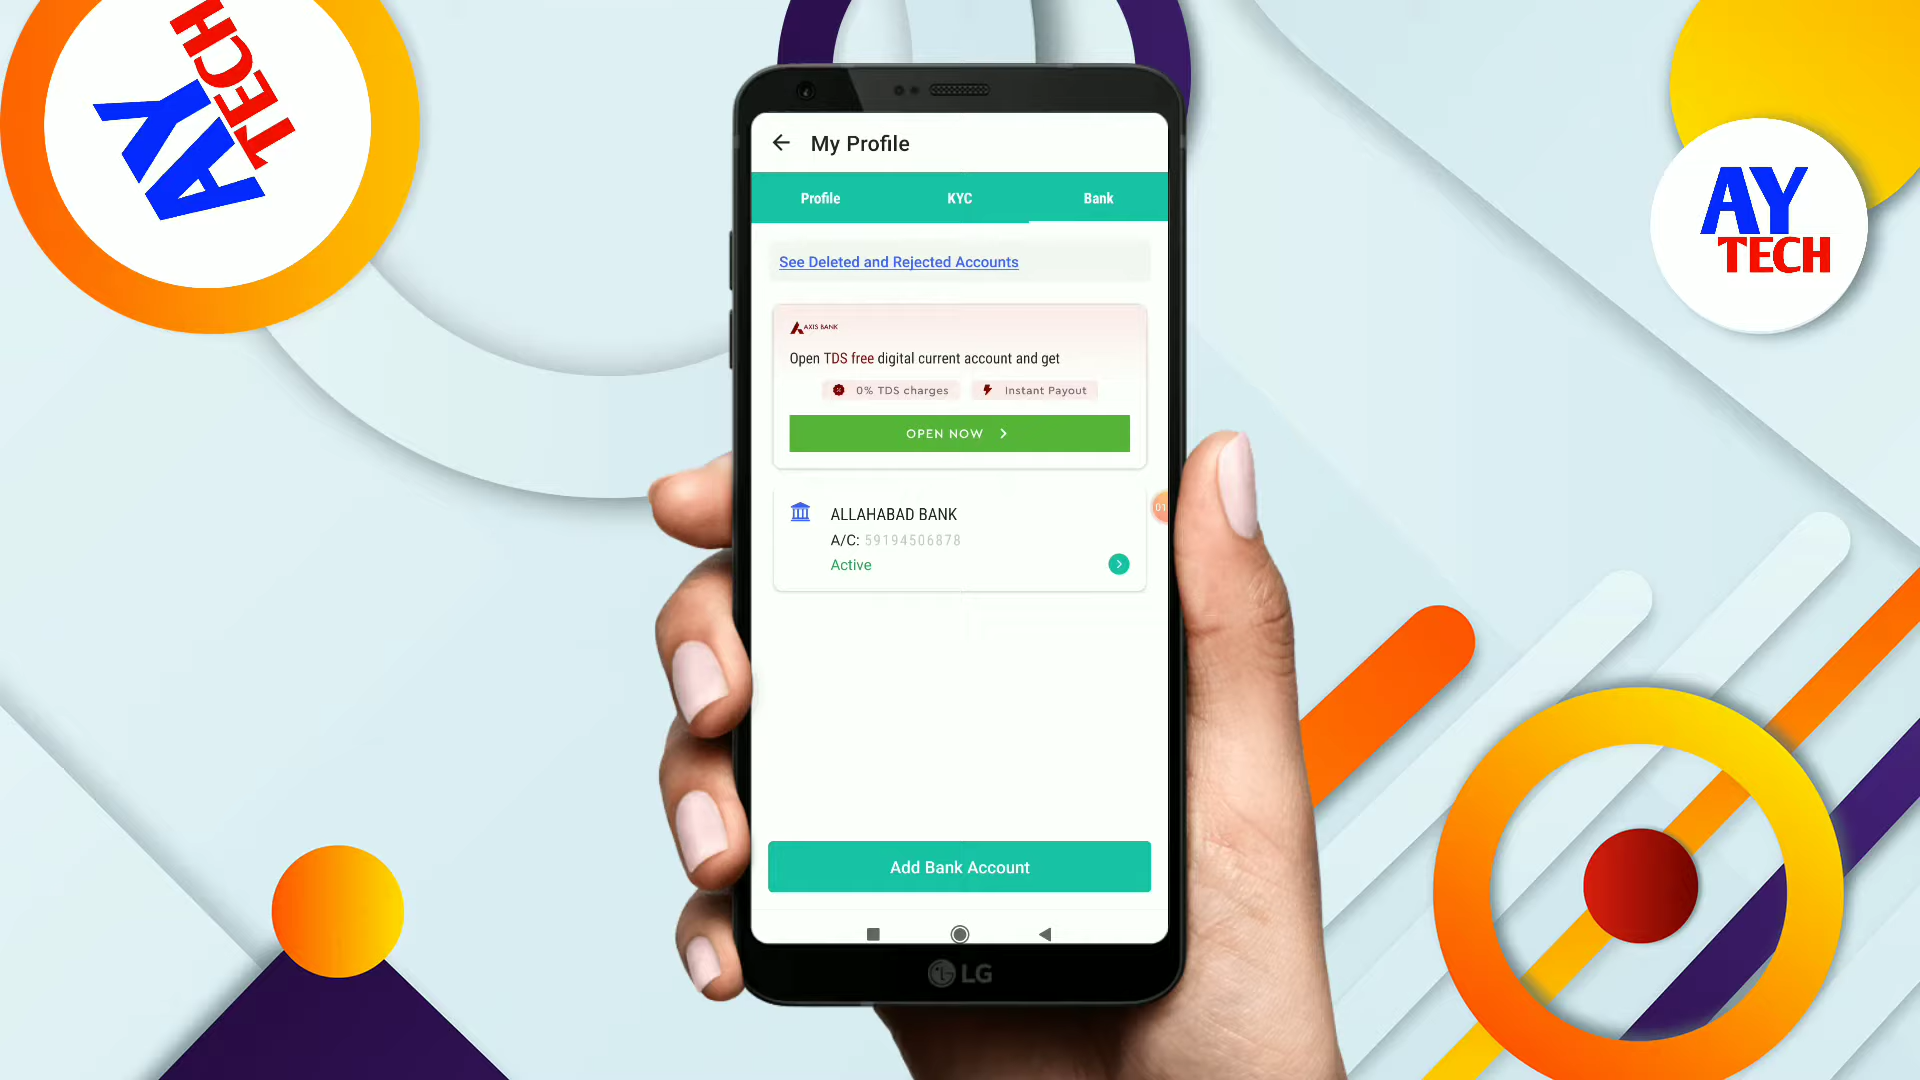 AY
TECH
AY
TECH
My Profile
Profile
KYC
Bank
See Deleted and Rejected Accounts
AXIS BANK
Open TDS free digital current account and get
0% TDS charges
Instant Payout
OPEN NOW
ALLAHABAD BANK
A/C: 59194506878
Active
01
Add Bank Account
LG